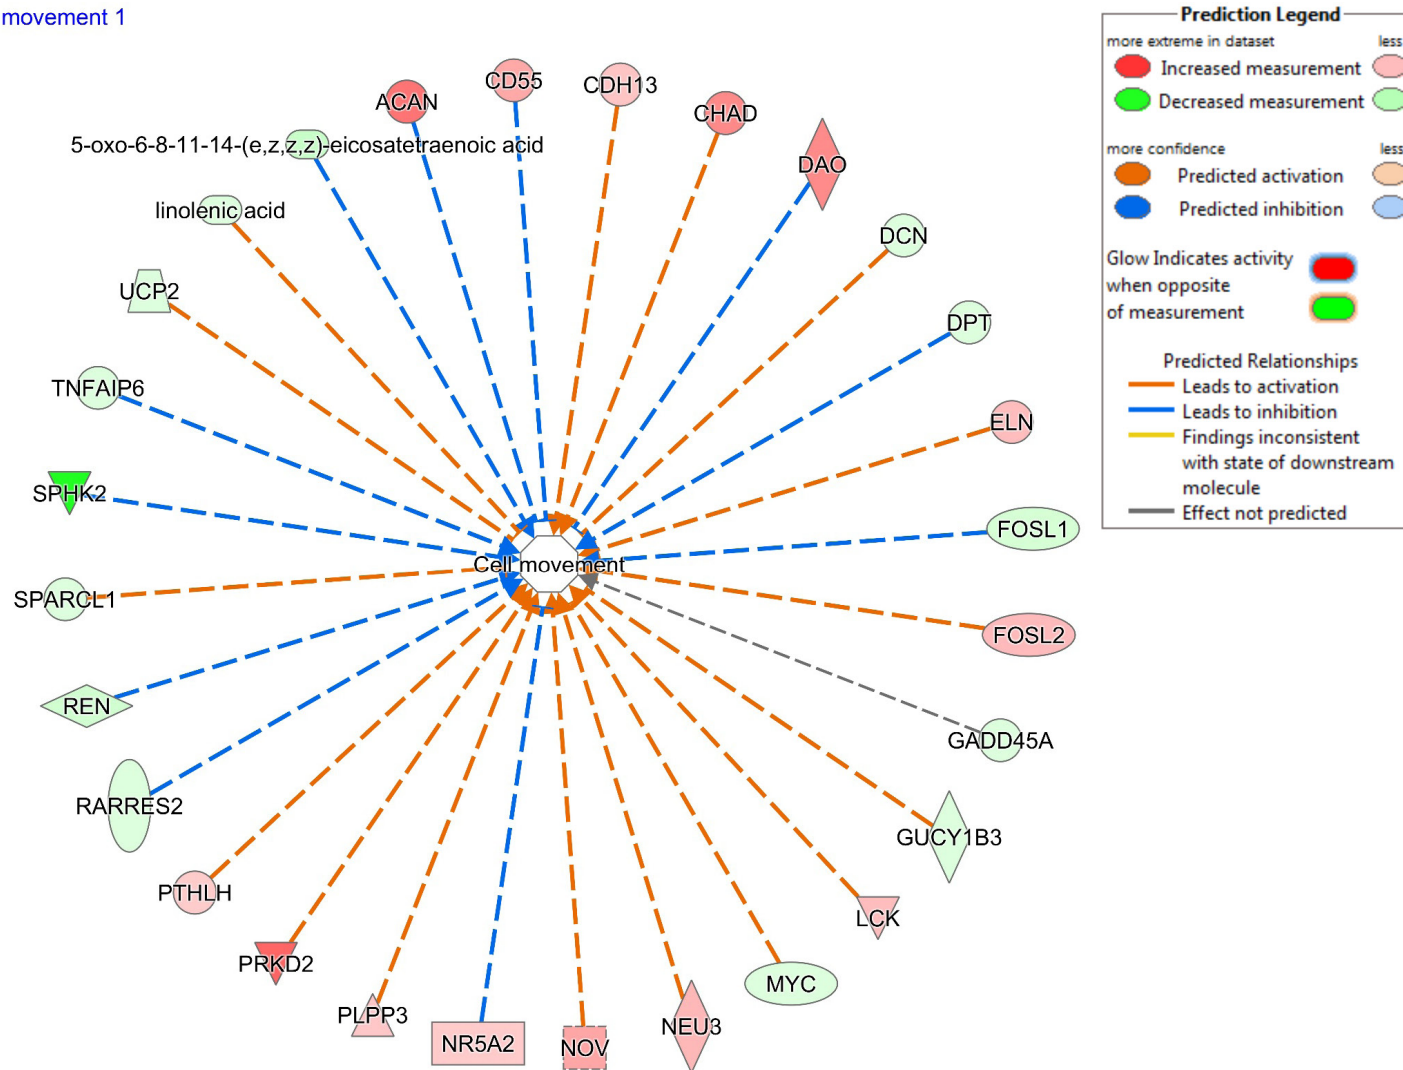 movement 1
CD55
CDH13
ACAN
CHAD
5-oxo-6-8-11-14-(e,z,z,z)-eicosatetraenoic acid
DAO
linolenic acid
DCN
UCP2
DPT
TNFAIP6
ELN
SPHK2
FOSL1
Cell movement
SPARCL1
FOSL2
REN
GADD45A
RARRES2
GUCY1B3
PTHLH
LCK
PRKD2
MYC
PLPP3
NEU3
NR5A2
NOV
Prediction Legend
more extreme in dataset less
Increased measurement
Decreased measurement
more confidence less
Predicted activation
Predicted inhibition
Glow Indicates activity
when opposite
of measurement
Predicted Relationships
Leads to activation
Leads to inhibition
Findings inconsistent
with state of downstream
molecule
Effect not predicted